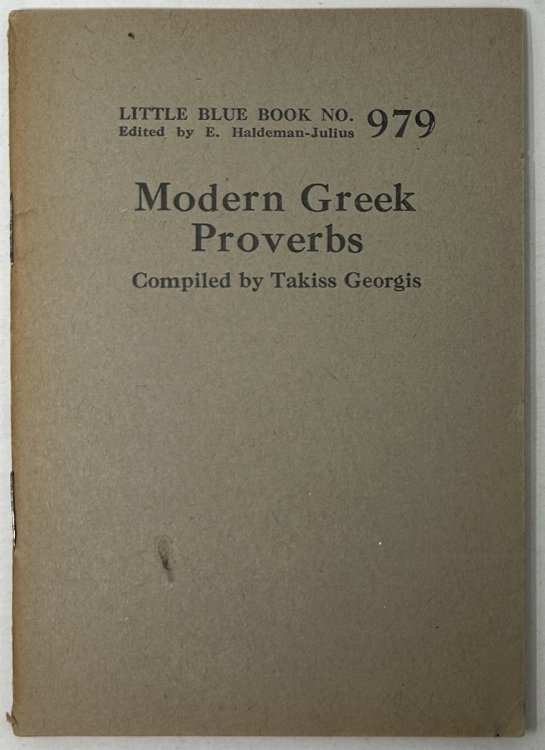 LITTLE BLUE BOOK NO. 979
Edited by E. Haldeman-Julius
Modern Greek
Proverbs
Compiled by Takiss Georgis